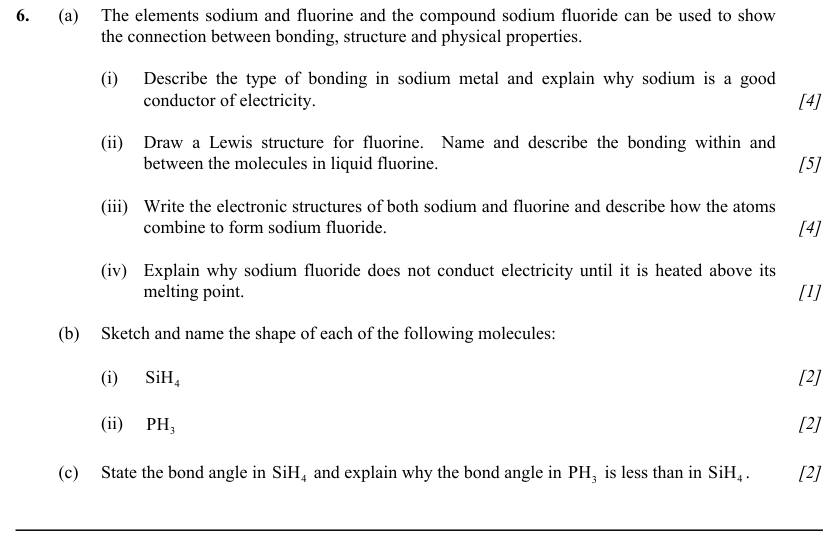 6. (a) The elements sodium and fluorine and the compound sodium fluoride can be used to show
the connection between bonding, structure and physical properties.
(i) Describe the type of bonding in sodium metal and explain why sodium is a good
conductor of electricity. [4]
(ii) Draw a Lewis structure for fluorine. Name and describe the bonding within and
between the molecules in liquid fluorine. [5]
(iii) Write the electronic structures of both sodium and fluorine and describe how the atoms
combine to form sodium fluoride. [4]
(iv) Explain why sodium fluoride does not conduct electricity until it is heated above its
melting point. [1]
(b) Sketch and name the shape of each of the following molecules:
(i) SiH₄ [2]
(ii) PH₃ [2]
(c) State the bond angle in SiH₄ and explain why the bond angle in PH₃ is less than in SiH₄. [2]